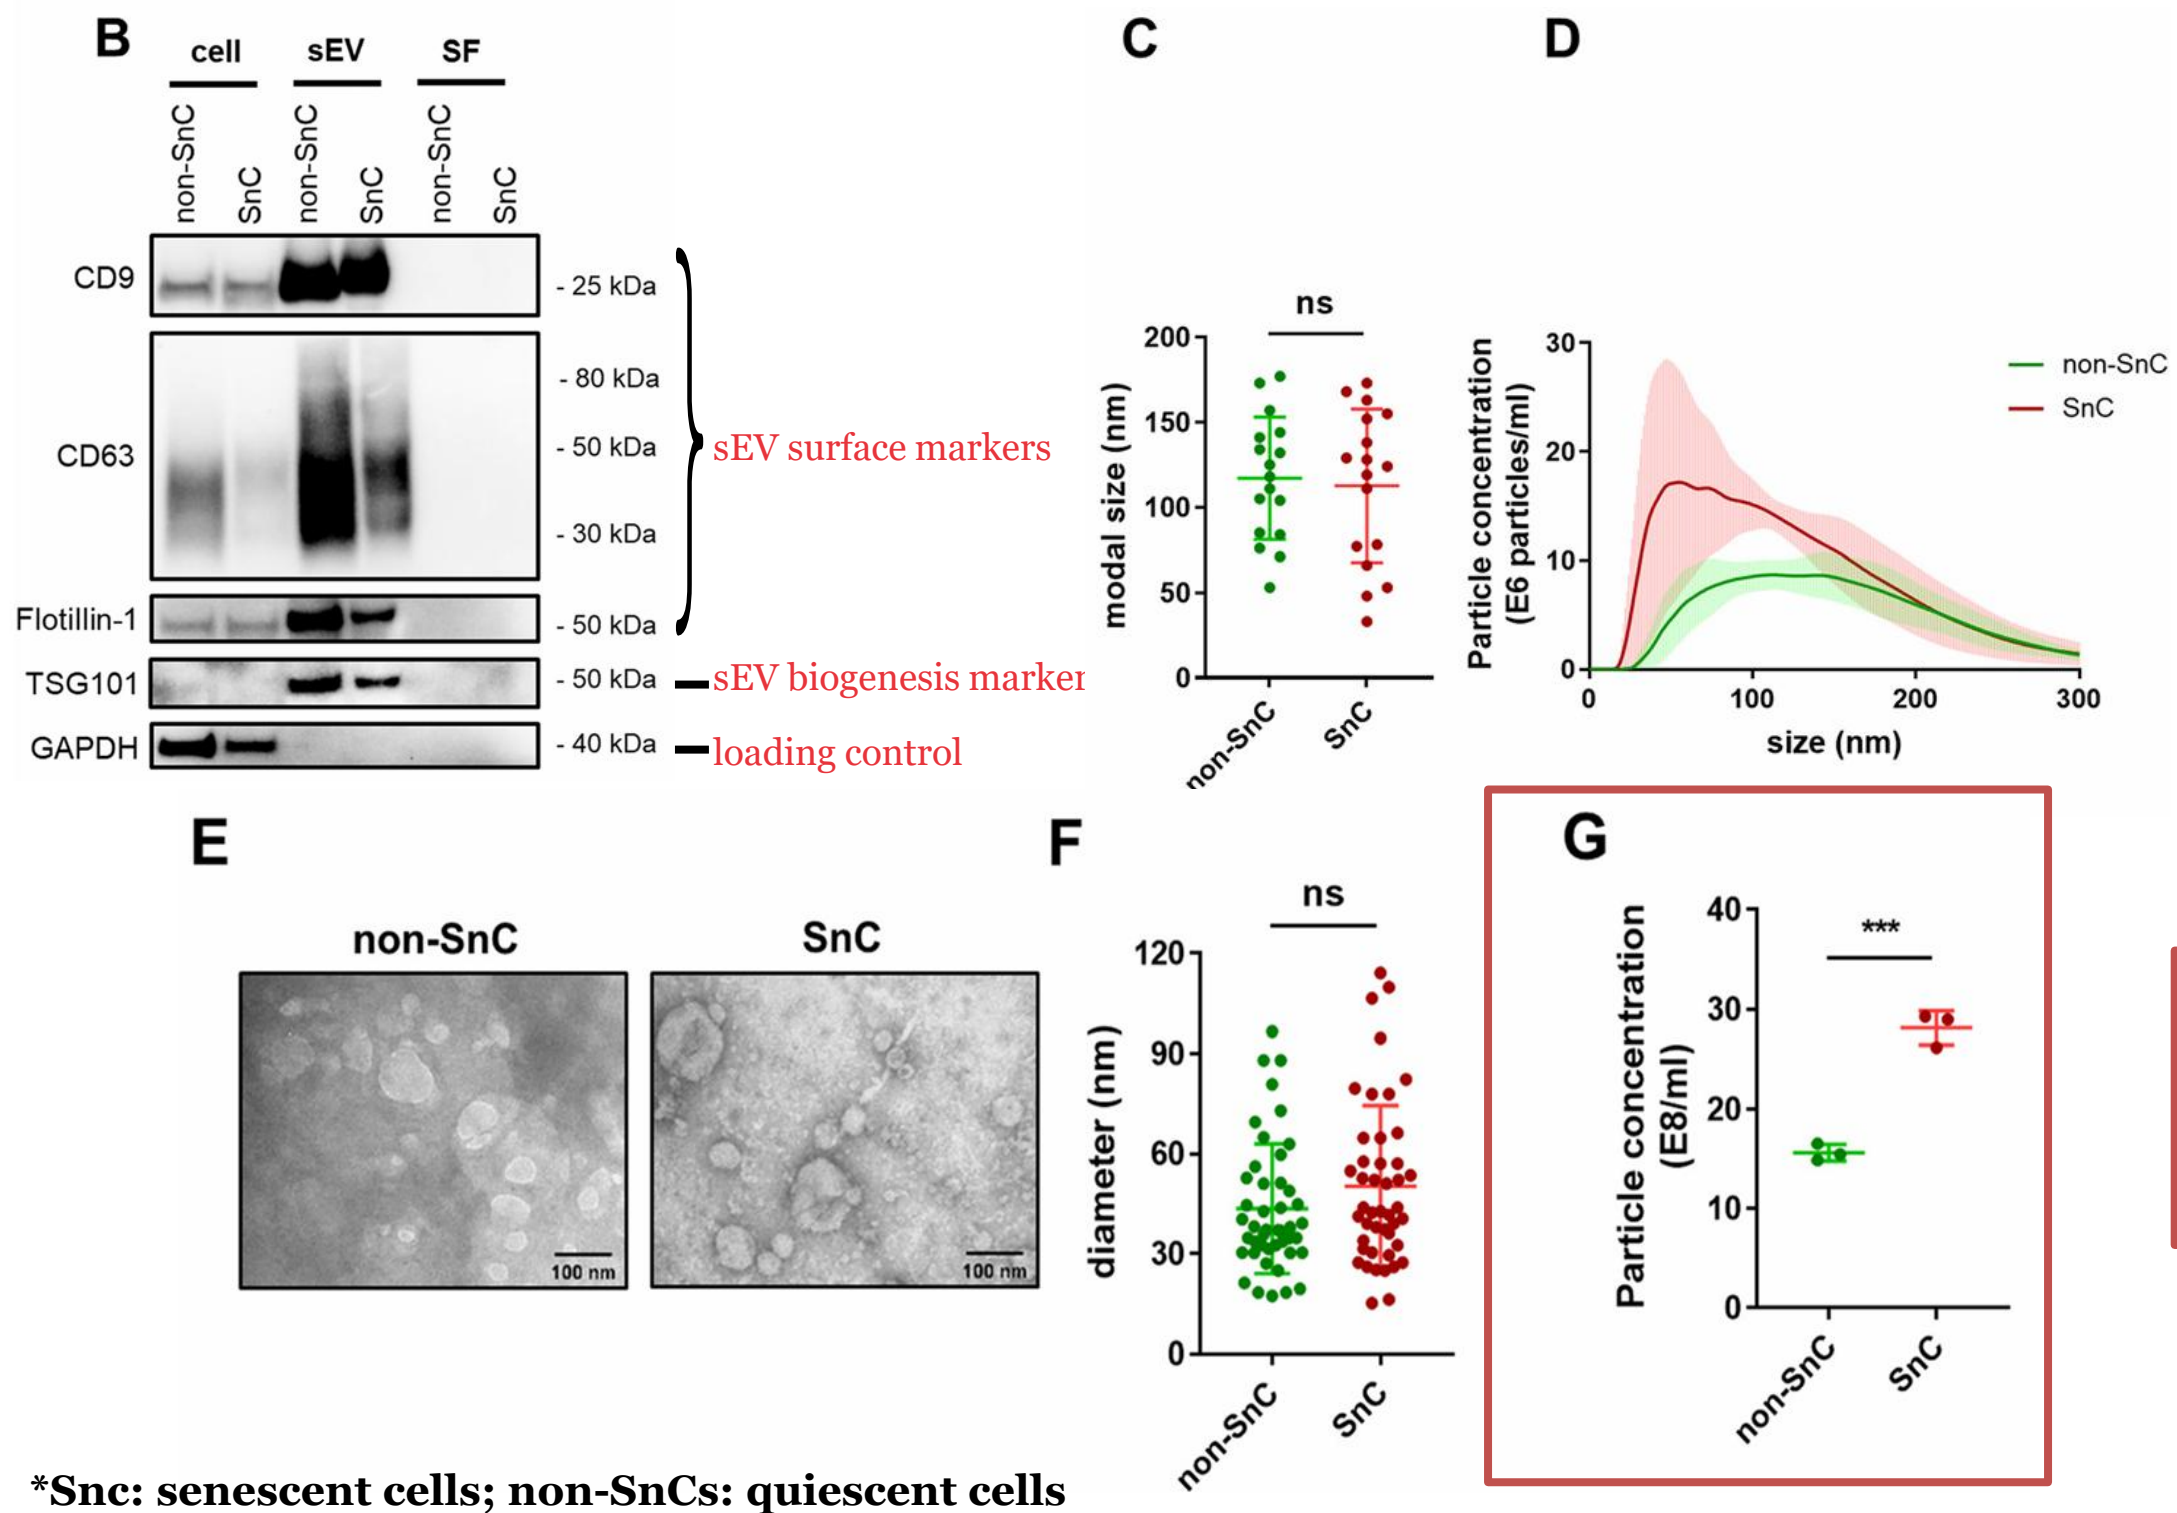 B
cell sEV SF
non-SnC SnC non-SnC SnC non-SnC SnC
CD9
- 25 kDa
CD63
- 80 kDa
- 50 kDa
- 30 kDa
sEV surface markers
Flotillin-1
- 50 kDa
TSG101
- 50 kDa
sEV biogenesis marker
GAPDH
- 40 kDa
loading control
C
ns
modal size (nm)
200
150
100
50
0
non-SnC
SnC
D
Particle concentration
(E6 particles/ml)
30
20
10
0
0 100 200 300
size (nm)
non-SnC
SnC
E
non-SnC
SnC
100 nm
100 nm
F
ns
diameter (nm)
120
90
60
30
0
non-SnC
SnC
G
***
Particle concentration
(E8/ml)
40
30
20
10
0
non-SnC
SnC
*Snc: senescent cells; non-SnCs: quiescent cells